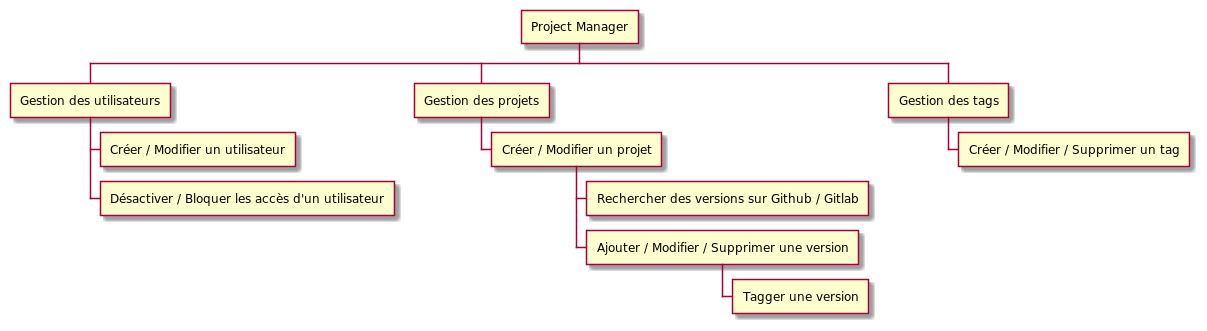 Project Manager
Gestion des utilisateurs
Créer / Modifier un utilisateur
Désactiver / Bloquer les accès d'un utilisateur
Gestion des projets
Créer / Modifier un projet
Rechercher des versions sur Github / Gitlab
Ajouter / Modifier / Supprimer une version
Tagger une version
Gestion des tags
Créer / Modifier / Supprimer un tag